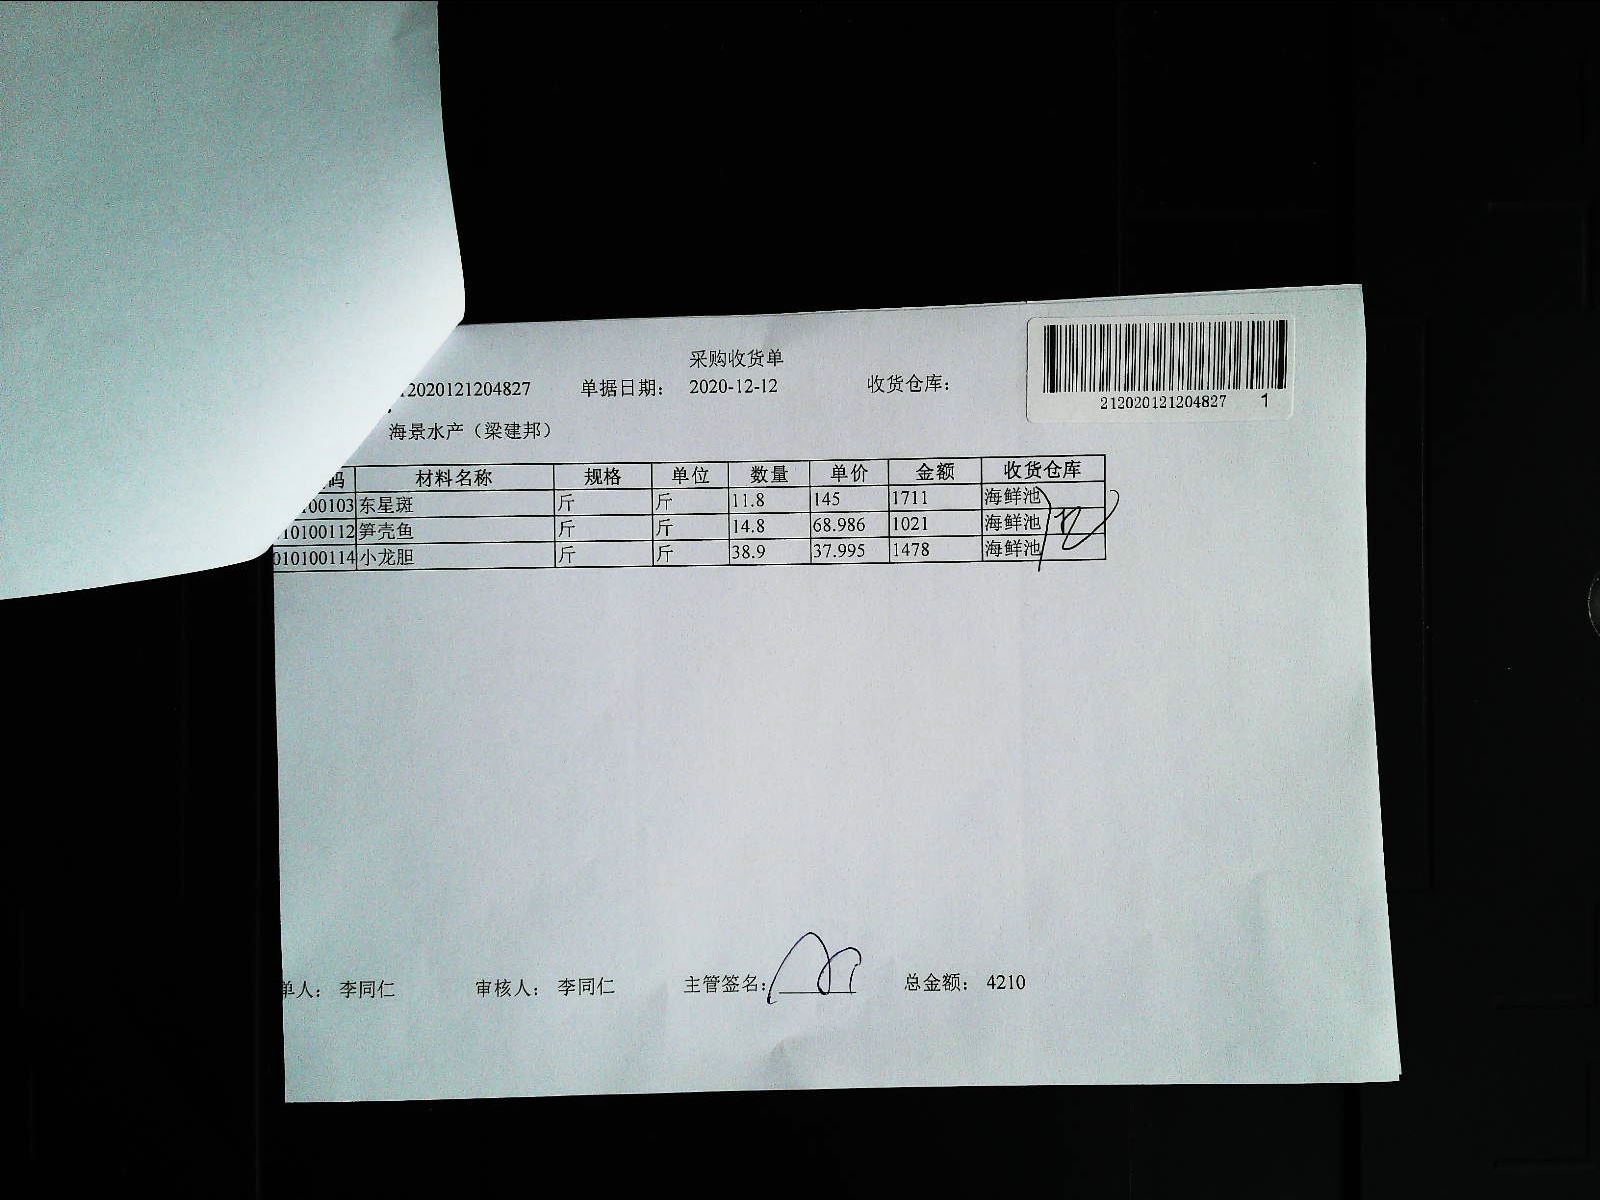 采购收货单
212020121204827 1
12020121204827 单据日期： 2020-12-12 收货仓库：
海景水产（梁建邦）
码 材料名称 规格 单位 数量 单价 金额 收货仓库
100103 东星斑 斤 斤 11.8 145 1711 海鲜池
10100112 笋壳鱼 斤 斤 14.8 68.986 1021 海鲜池
010100114 小龙胆 斤 斤 38.9 37.995 1478 海鲜池
单人： 李同仁 审核人： 李同仁 主管签名： 总金额： 4210